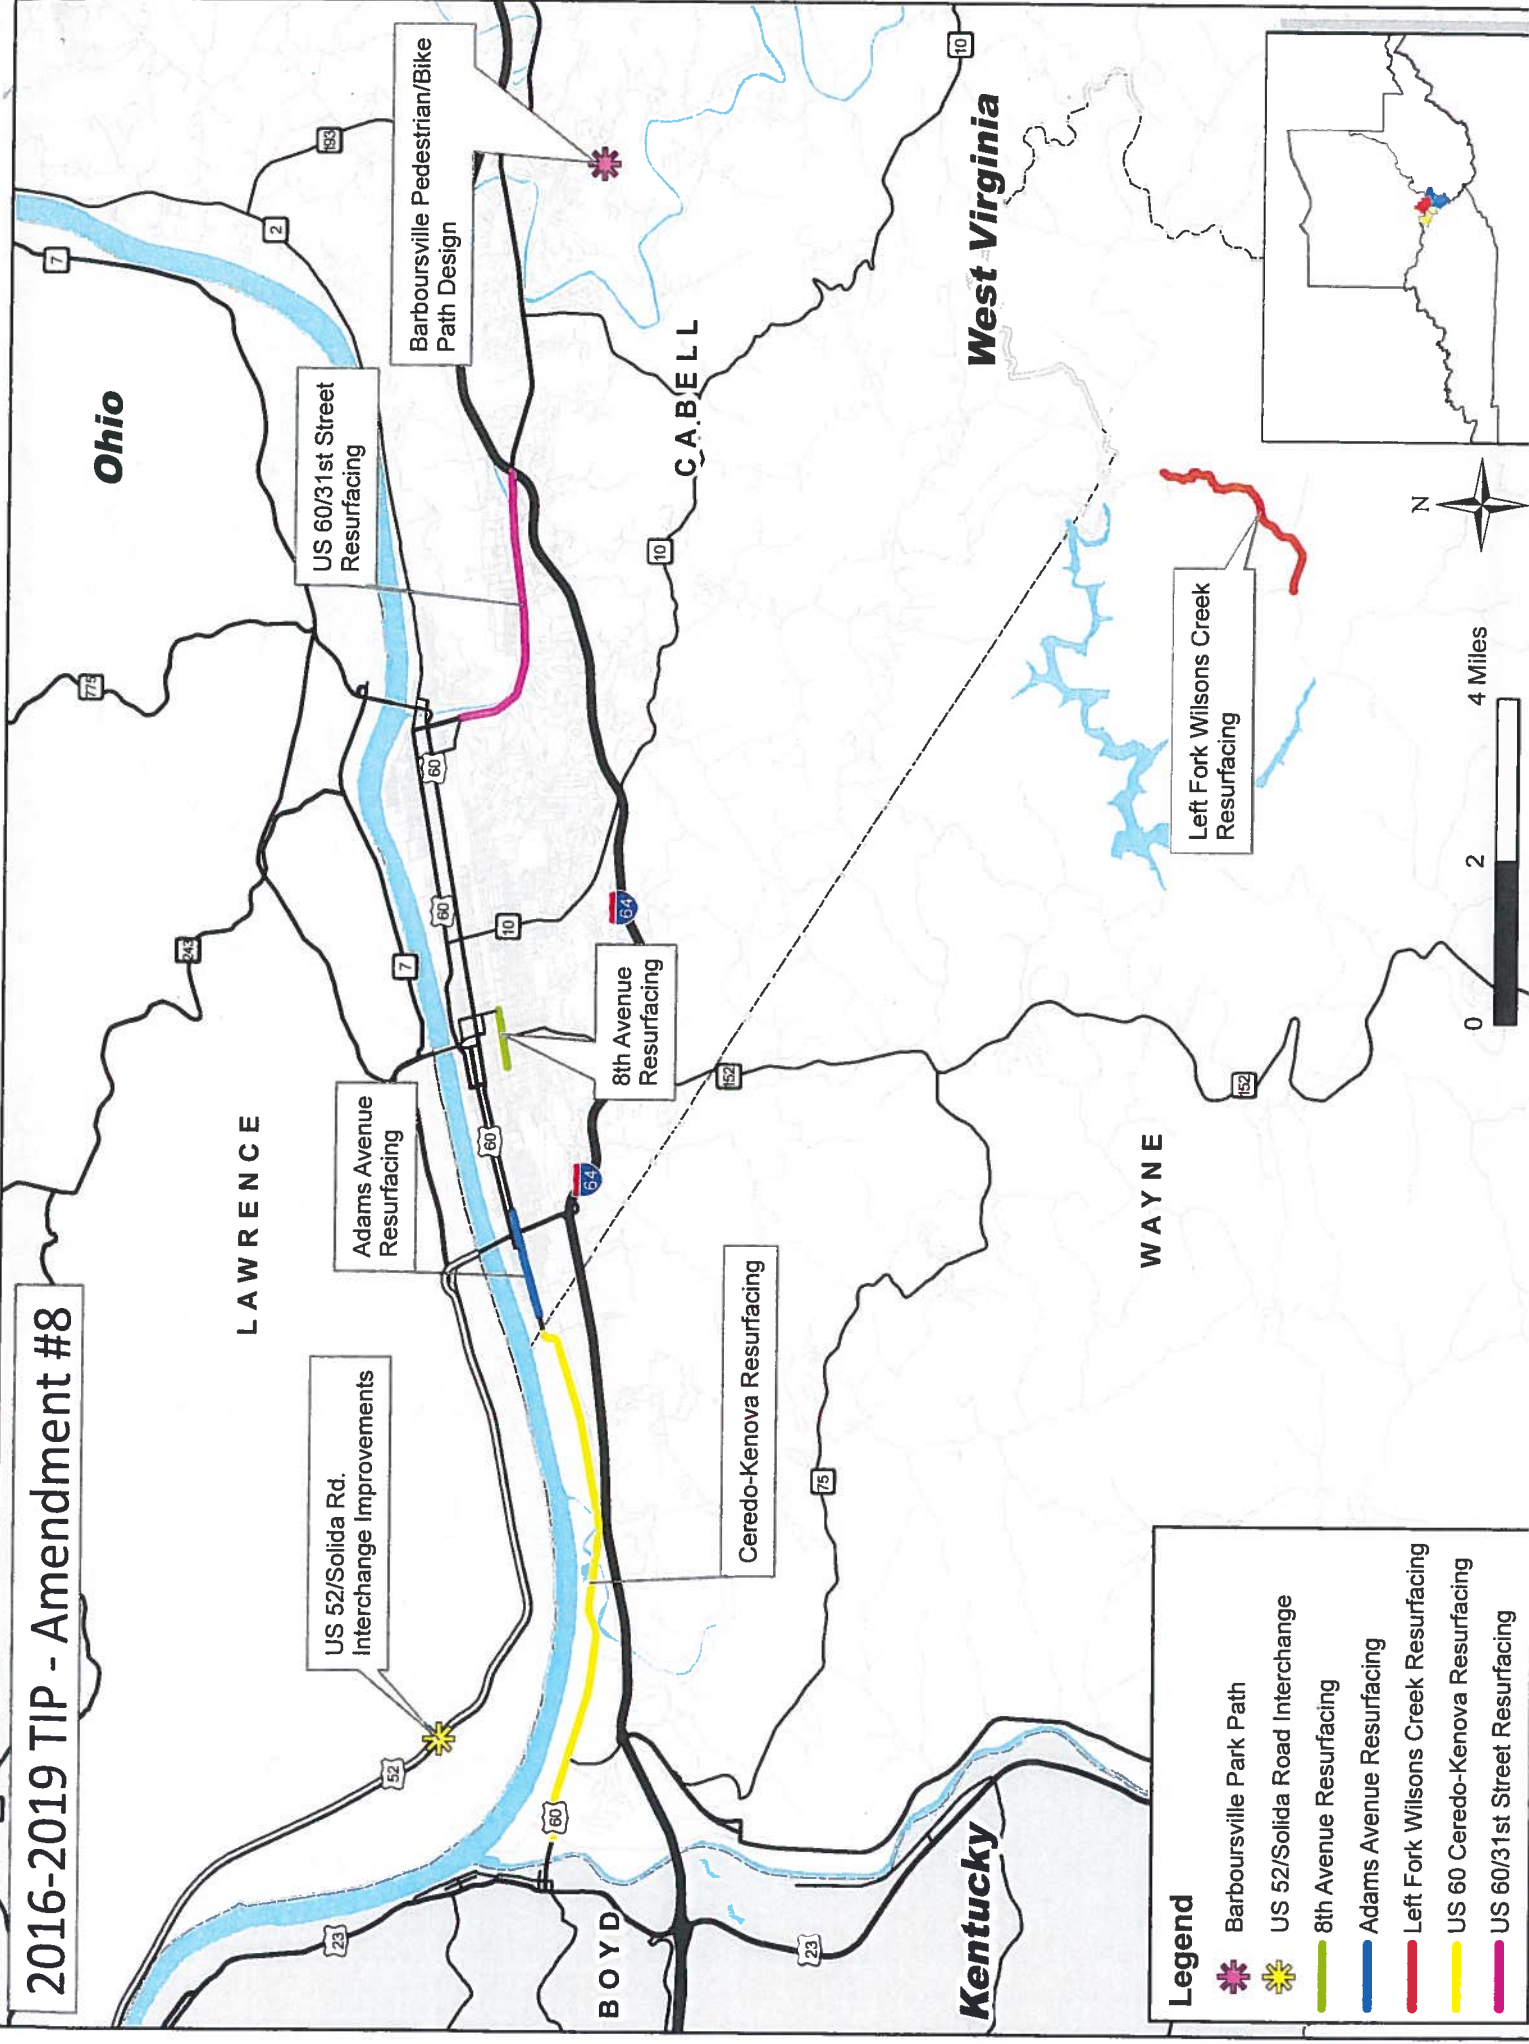 2016-2019 TIP - Amendment #8
Ohio
7
2
193
775
243
LAWRENCE
US 52/Solida Rd.
Interchange Improvements
Adams Avenue
Resurfacing
US 60/31st Street
Resurfacing
Barboursville Pedestrian/Bike
Path Design
52
7
60
60
60
10
64
64
8th Avenue
Resurfacing
10
10
CABELL
23
60
BOYD
Ceredo-Kenova Resurfacing
152
75
23
West Virginia
Kentucky
WAYNE
152
Left Fork Wilsons Creek
Resurfacing
Legend
Barboursville Park Path
US 52/Solida Road Interchange
8th Avenue Resurfacing
Adams Avenue Resurfacing
Left Fork Wilsons Creek Resurfacing
US 60 Ceredo-Kenova Resurfacing
US 60/31st Street Resurfacing
0
2
4 Miles
N